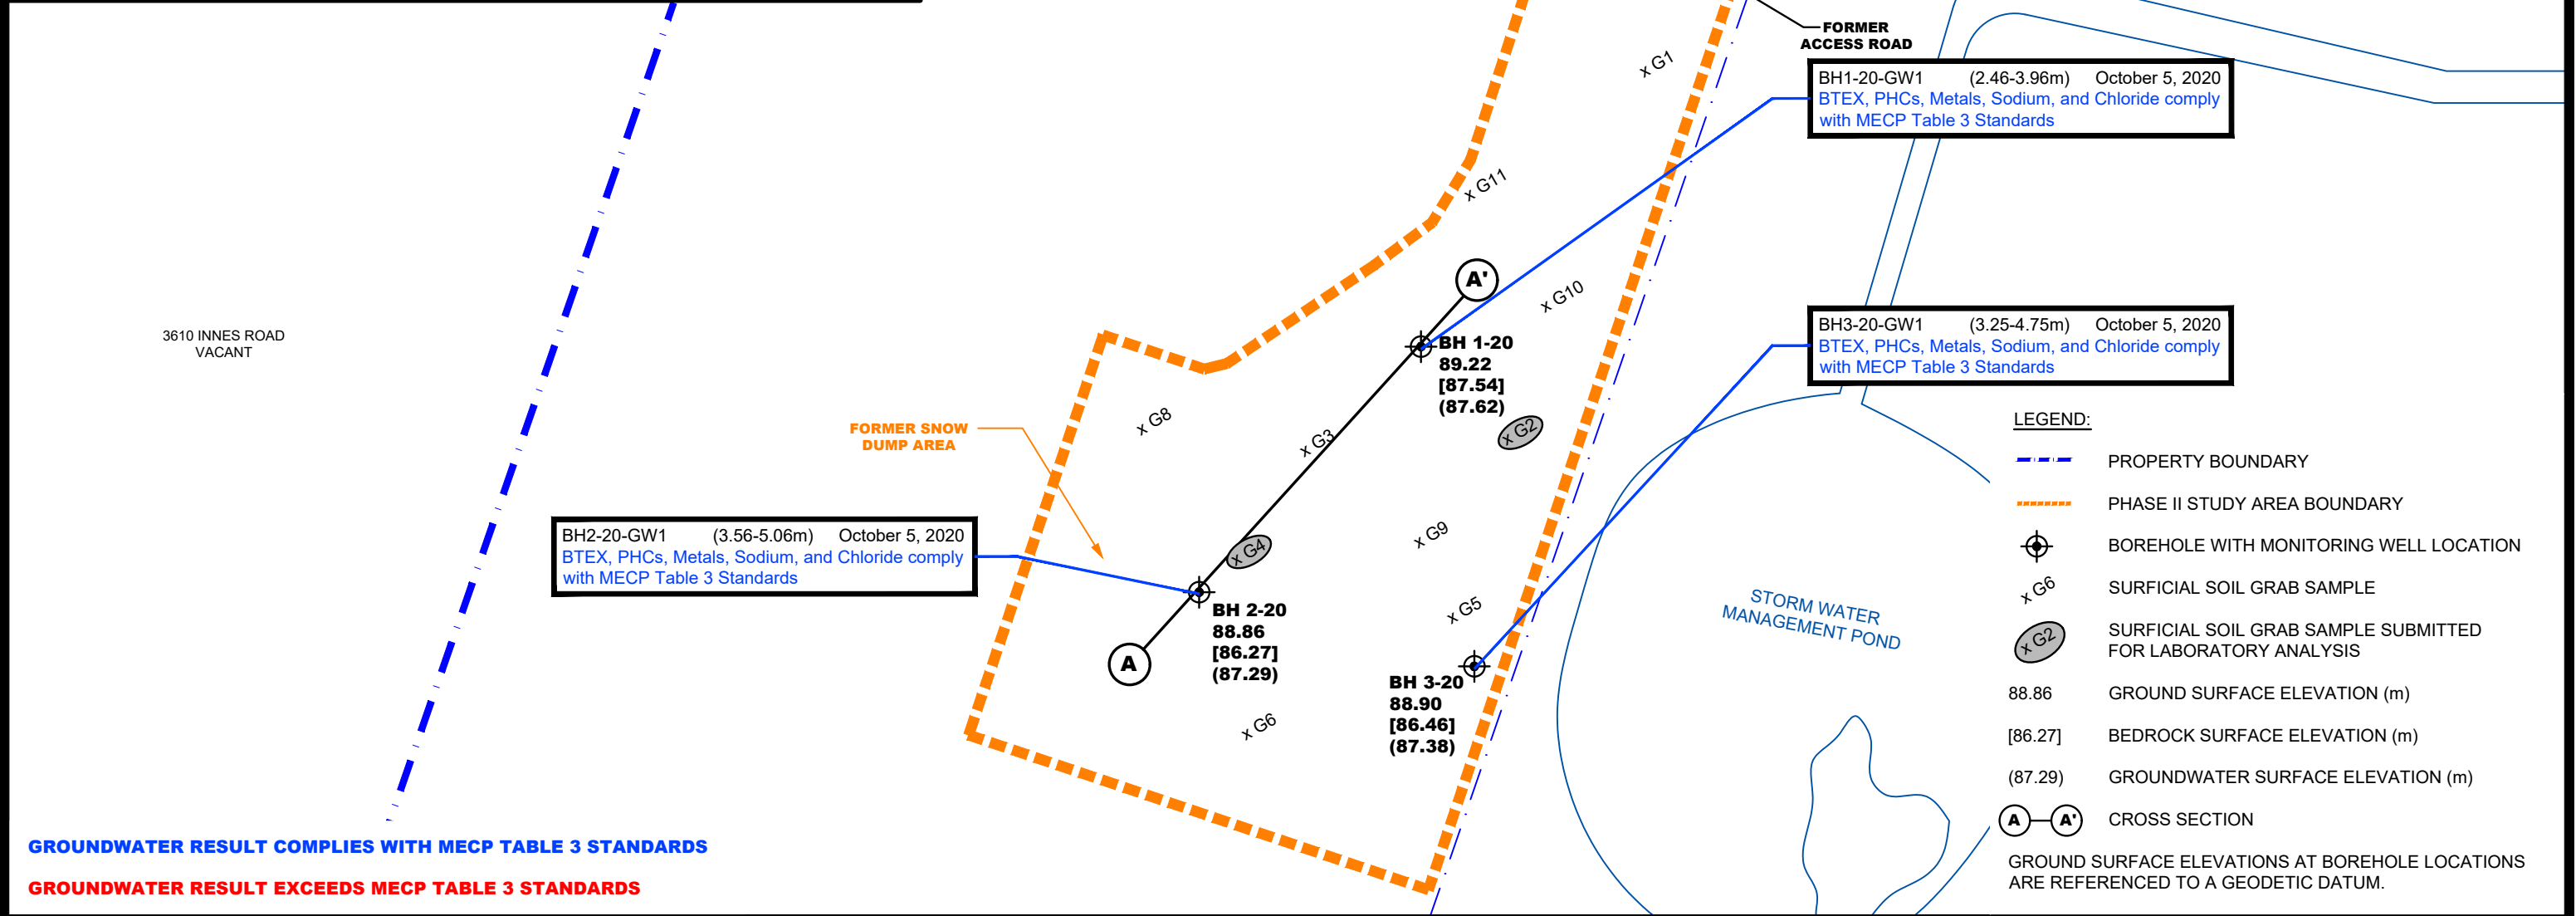 FORMER
ACCESS ROAD
x G1
BH1-20-GW1 (2.46-3.96m) October 5, 2020
BTEX, PHCs, Metals, Sodium, and Chloride comply
with MECP Table 3 Standards
x G11
A'
x G10
3610 INNES ROAD
VACANT
BH 1-20
89.22
[87.54]
(87.62)
BH3-20-GW1 (3.25-4.75m) October 5, 2020
BTEX, PHCs, Metals, Sodium, and Chloride comply
with MECP Table 3 Standards
x G8
FORMER SNOW
DUMP AREA
x G3
x G2
x G9
x G4
BH2-20-GW1 (3.56-5.06m) October 5, 2020
BTEX, PHCs, Metals, Sodium, and Chloride comply
with MECP Table 3 Standards
BH 2-20
88.86
[86.27]
(87.29)
A
x G5
BH 3-20
88.90
[86.46]
(87.38)
x G6
STORM WATER
MANAGEMENT POND
LEGEND:
PROPERTY BOUNDARY
PHASE II STUDY AREA BOUNDARY
BOREHOLE WITH MONITORING WELL LOCATION
x G6 SURFICIAL SOIL GRAB SAMPLE
x G2 SURFICIAL SOIL GRAB SAMPLE SUBMITTED
FOR LABORATORY ANALYSIS
88.86 GROUND SURFACE ELEVATION (m)
[86.27] BEDROCK SURFACE ELEVATION (m)
(87.29) GROUNDWATER SURFACE ELEVATION (m)
A A' CROSS SECTION
GROUND SURFACE ELEVATIONS AT BOREHOLE LOCATIONS
ARE REFERENCED TO A GEODETIC DATUM.
GROUNDWATER RESULT COMPLIES WITH MECP TABLE 3 STANDARDS
GROUNDWATER RESULT EXCEEDS MECP TABLE 3 STANDARDS